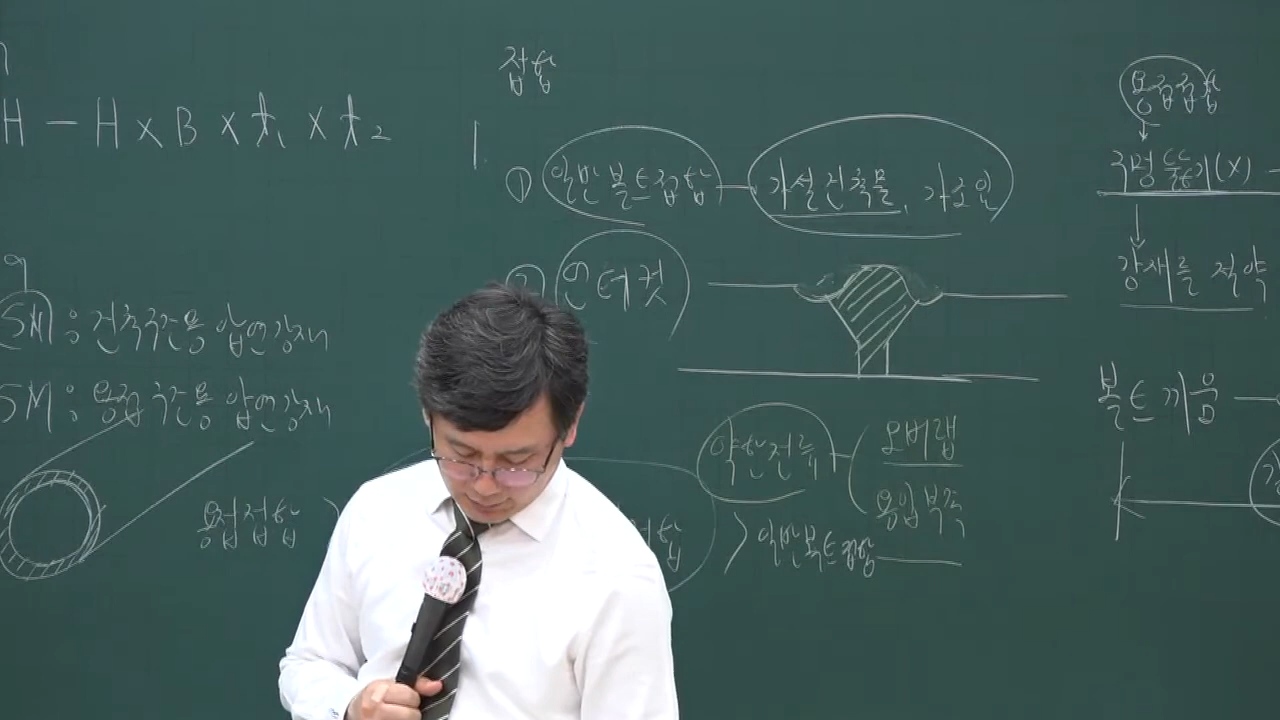 H - H x B x t₁ x t₂
SM : 건축구조용 압연강재
SM : 용접구조용 압연강재
용접접합 >
접합
1.
① 일반볼트접합 - 가설건축물, 가조임
② 언더컷
약한전류
오버랩
용입부족
> 일반볼트접합
용접접합
구멍뚫기(x)
강재를 절약
볼트끼움